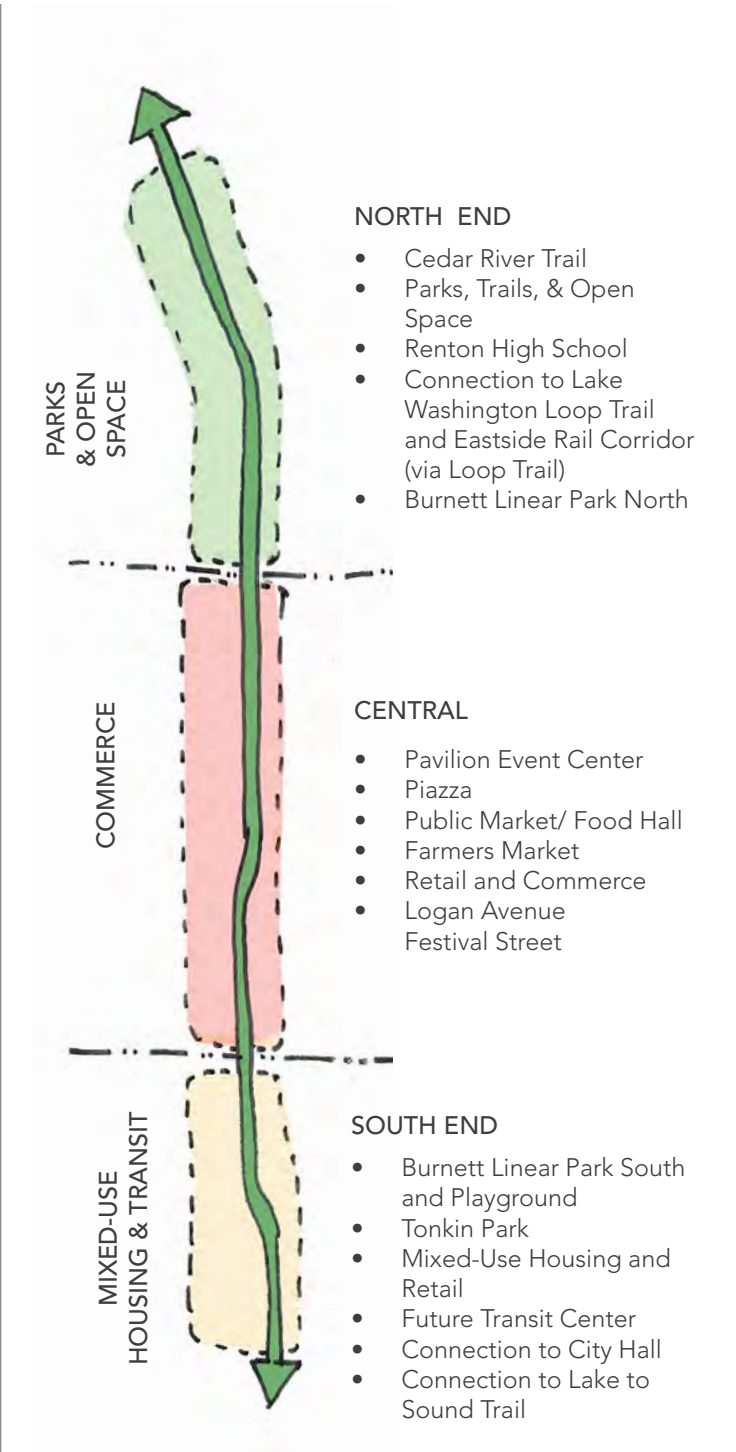 PARKS
& OPEN
SPACE
NORTH END
• Cedar River Trail
• Parks, Trails, & Open
Space
• Renton High School
• Connection to Lake
Washington Loop Trail
and Eastside Rail Corridor
(via Loop Trail)
• Burnett Linear Park North
COMMERCE
CENTRAL
• Pavilion Event Center
• Piazza
• Public Market/ Food Hall
• Farmers Market
• Retail and Commerce
• Logan Avenue
Festival Street
MIXED-USE
HOUSING & TRANSIT
SOUTH END
• Burnett Linear Park South
and Playground
• Tonkin Park
• Mixed-Use Housing and
Retail
• Future Transit Center
• Connection to City Hall
• Connection to Lake to
Sound Trail